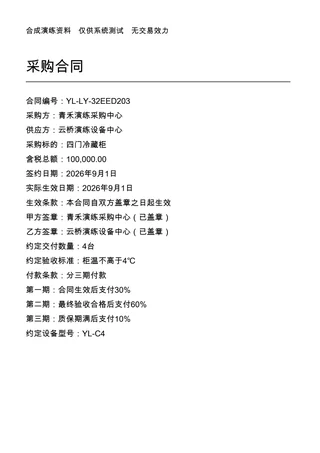 合成演练资料　仅供系统测试　无交易效力
采购合同
合同编号：YL-LY-32EED203
采购方：青禾演练采购中心
供应方：云桥演练设备中心
采购标的：四门冷藏柜
含税总额：100,000.00
签约日期：2026年9月1日
实际生效日期：2026年9月1日
生效条款：本合同自双方盖章之日起生效
甲方签章：青禾演练采购中心（已盖章）
乙方签章：云桥演练设备中心（已盖章）
约定交付数量：4台
约定验收标准：柜温不高于4℃
付款条款：分三期付款
第一期：合同生效后支付30%
第二期：最终验收合格后支付60%
第三期：质保期满后支付10%
约定设备型号：YL-C4